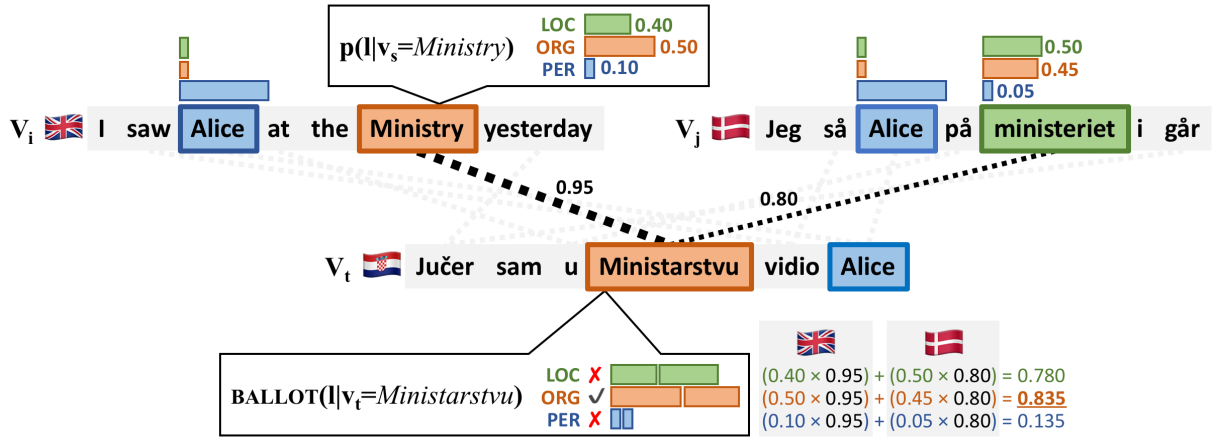 p(l|vₛ=Ministry)
LOC 0.40
ORG 0.50
PER 0.10
0.50
0.45
0.05
Vᵢ I saw Alice at the Ministry yesterday
Vⱼ Jeg så Alice på ministeriet i går
0.95
0.80
Vₜ Jučer sam u Ministarstvu vidio Alice
BALLOT(l|vₜ=Ministarstvu)
LOC ✗
ORG ✓
PER ✗
(0.40 × 0.95) + (0.50 × 0.80) = 0.780
(0.50 × 0.95) + (0.45 × 0.80) = 0.835
(0.10 × 0.95) + (0.05 × 0.80) = 0.135